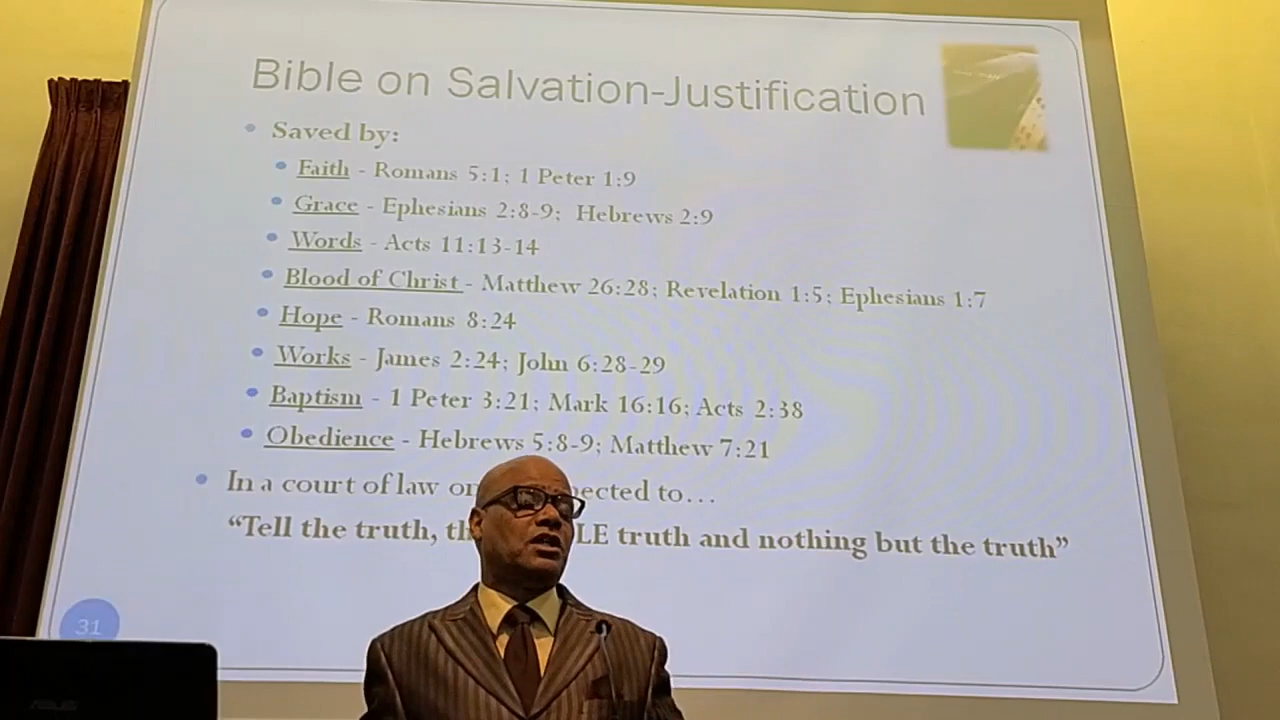 Bible on Salvation-Justification
Saved by:
Faith - Romans 5:1; 1 Peter 1:9
Grace - Ephesians 2:8-9; Hebrews 2:9
Words - Acts 11:13-14
Blood of Christ - Matthew 26:28; Revelation 1:5; Ephesians 1:7
Hope - Romans 8:24
Works - James 2:24; John 6:28-29
Baptism - 1 Peter 3:21; Mark 16:16; Acts 2:38
Obedience - Hebrews 5:8-9; Matthew 7:21
In a court of law to…
“Tell the truth, truth and nothing but the truth”
31
ASUS